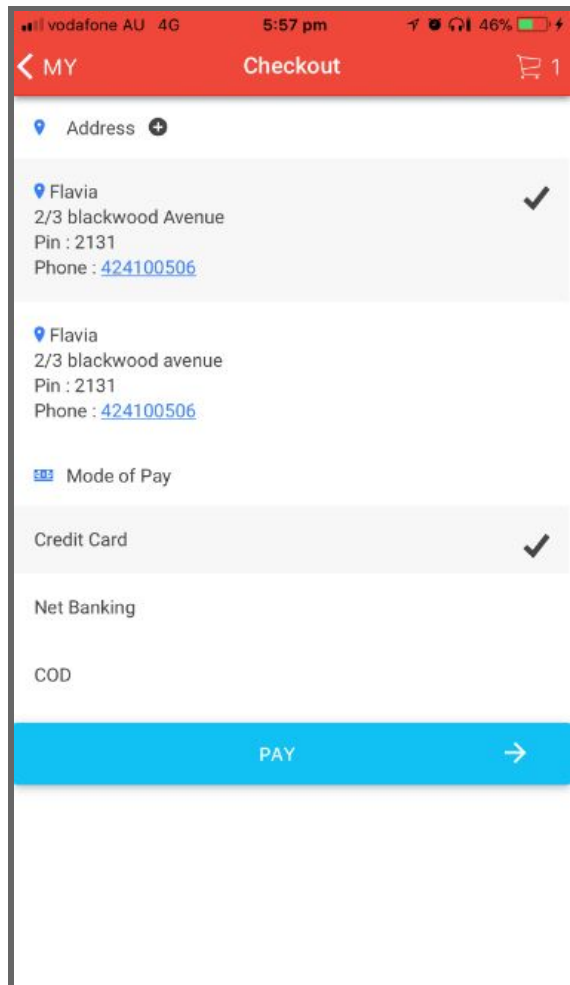 vodafone AU 4G 5:57 pm 46%
MY Checkout 1
Address
Flavia
2/3 blackwood Avenue
Pin : 2131
Phone : 424100506
Flavia
2/3 blackwood avenue
Pin : 2131
Phone : 424100506
Mode of Pay
Credit Card
Net Banking
COD
PAY